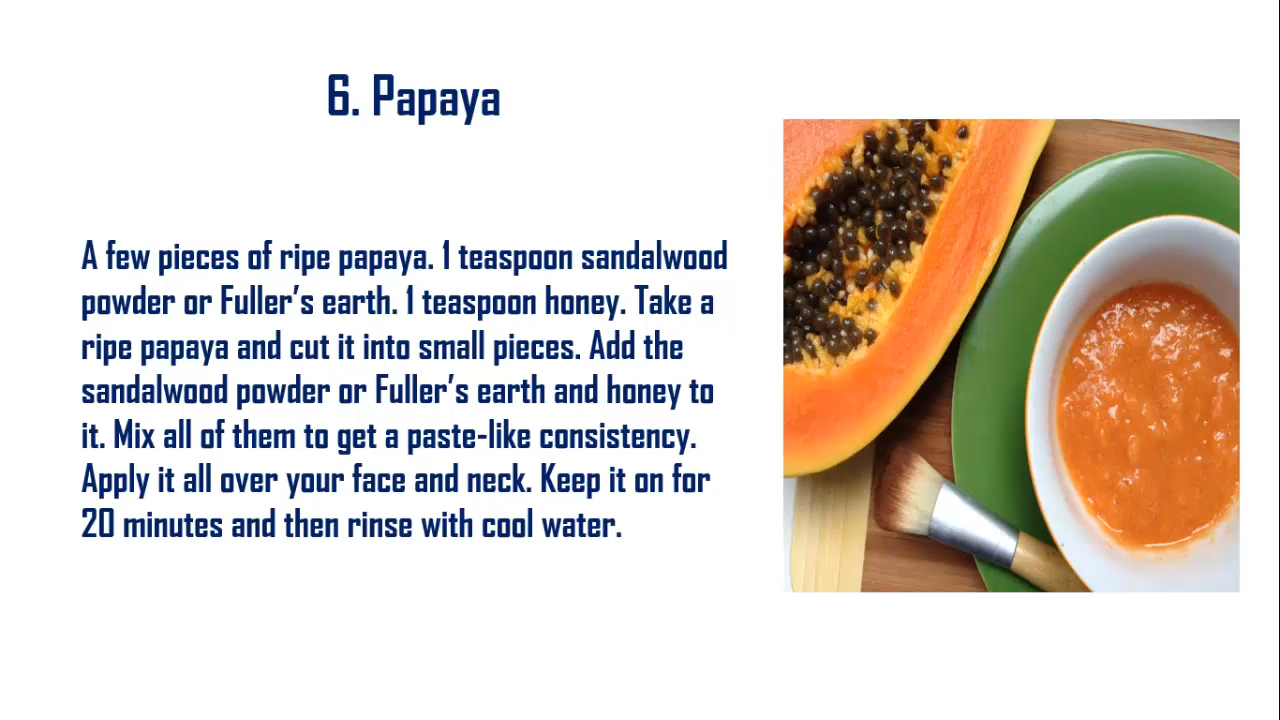 6. Papaya
A few pieces of ripe papaya. 1 teaspoon sandalwood
powder or Fuller's earth. 1 teaspoon honey. Take a
ripe papaya and cut it into small pieces. Add the
sandalwood powder or Fuller's earth and honey to
it. Mix all of them to get a paste-like consistency.
Apply it all over your face and neck. Keep it on for
20 minutes and then rinse with cool water.